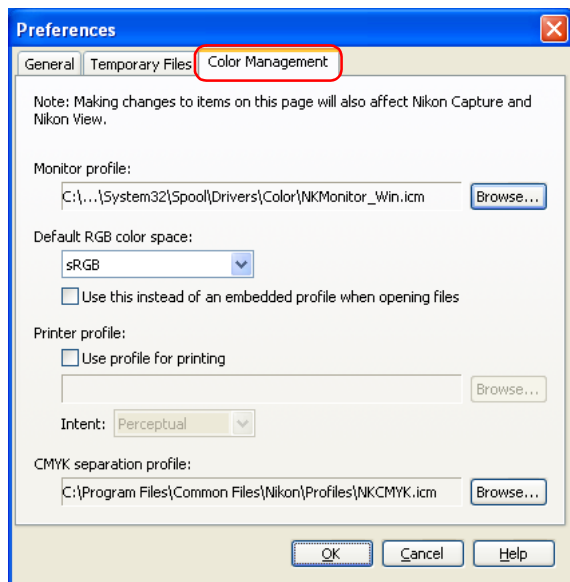 Preferences
General Temporary Files Color Management
Note: Making changes to items on this page will also affect Nikon Capture and
Nikon View.
Monitor profile:
C:\...\System32\Spool\Drivers\Color\NKMonitor_Win.icm Browse...
Default RGB color space:
sRGB
Use this instead of an embedded profile when opening files
Printer profile:
Use profile for printing
Browse...
Intent: Perceptual
CMYK separation profile:
C:\Program Files\Common Files\Nikon\Profiles\NKCMYK.icm Browse...
OK Cancel Help